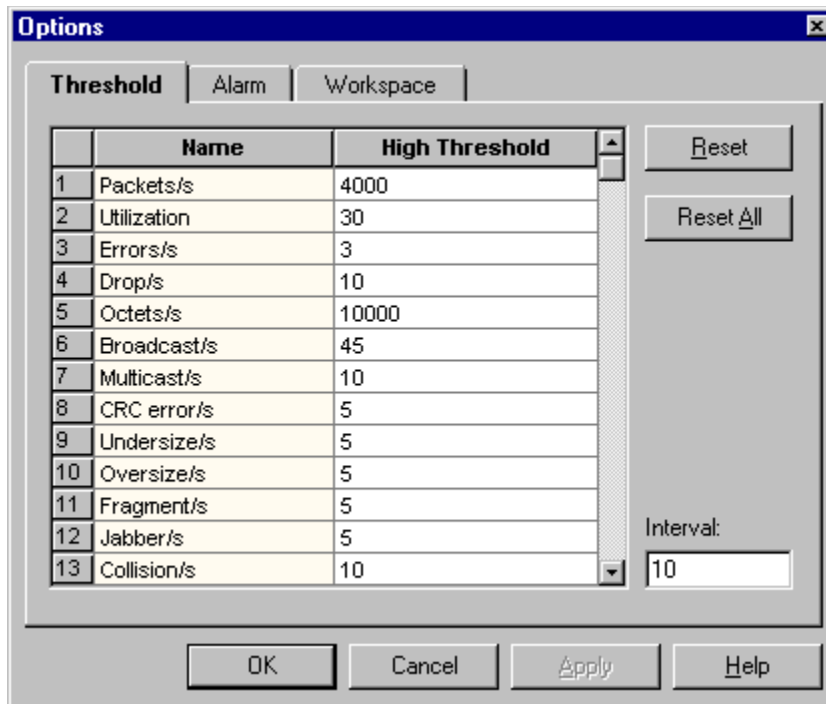 Options
Threshold Alarm Workspace
Name High Threshold
1 Packets/s 4000
2 Utilization 30
3 Errors/s 3
4 Drop/s 10
5 Octets/s 10000
6 Broadcast/s 45
7 Multicast/s 10
8 CRC error/s 5
9 Undersize/s 5
10 Oversize/s 5
11 Fragment/s 5
12 Jabber/s 5
13 Collision/s 10
Reset
Reset All
Interval:
10
OK Cancel Apply Help